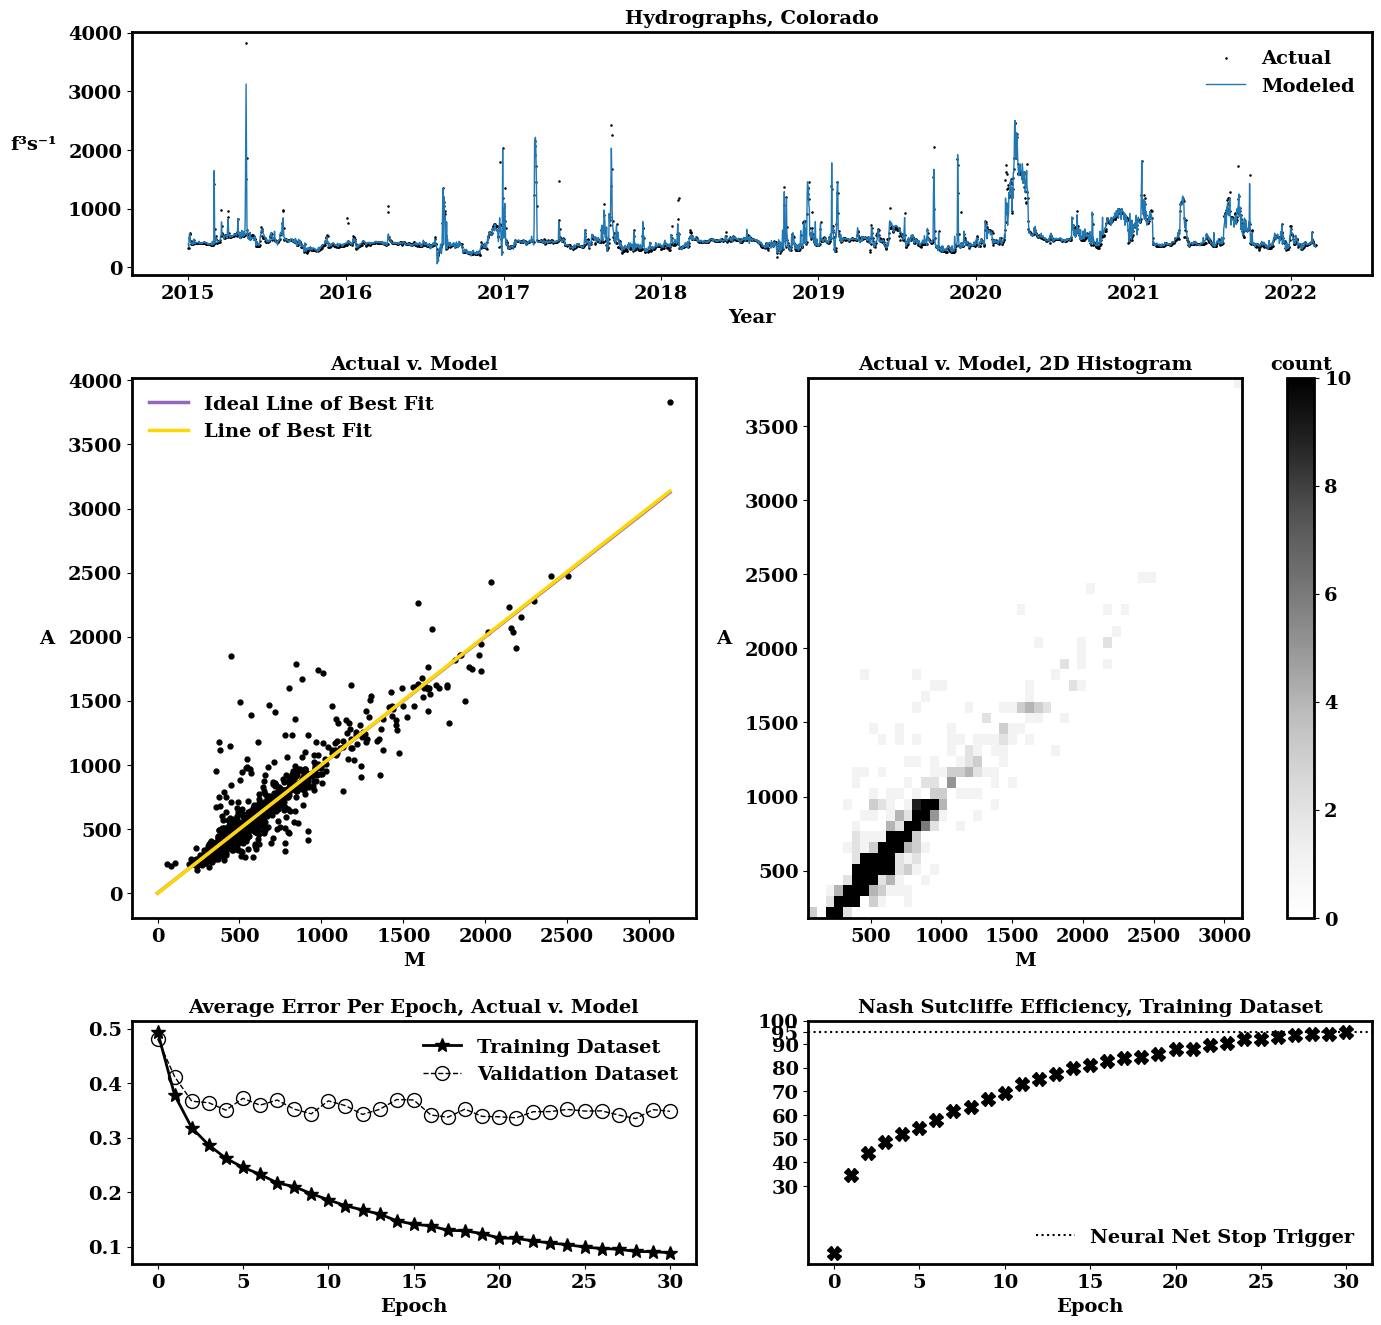 Hydrographs, Colorado
4000
3000
2000
1000
0
f³s⁻¹
Actual
Modeled
2015 2016 2017 2018 2019 2020 2021 2022
Year
Actual v. Model
4000
3500
3000
2500
2000
1500
1000
500
0
A
Ideal Line of Best Fit
Line of Best Fit
0 500 1000 1500 2000 2500 3000
M
Actual v. Model, 2D Histogram
3500
3000
2500
2000
1500
1000
500
A
500 1000 1500 2000 2500 3000
M
count
10
8
6
4
2
0
Average Error Per Epoch, Actual v. Model
0.5
0.4
0.3
0.2
0.1
Training Dataset
Validation Dataset
0 5 10 15 20 25 30
Epoch
Nash Sutcliffe Efficiency, Training Dataset
100
95
90
80
70
60
50
40
30
Neural Net Stop Trigger
0 5 10 15 20 25 30
Epoch